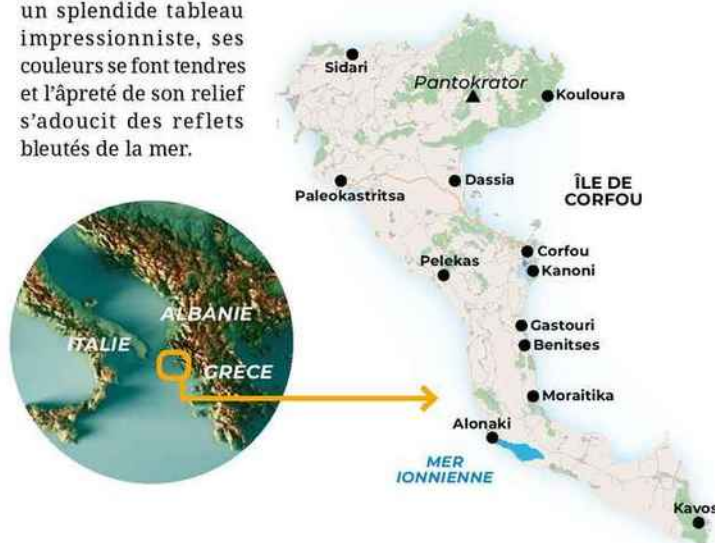 un splendide tableau
impressionniste, ses
couleurs se font tendres
et l'âpreté de son relief
s'adoucit des reflets
bleutés de la mer.
Sidari
Pantokrator
Kouloura
Paleokastritsa
Dassia
ÎLE DE
CORFOU
Corfou
Pelekas
Kanoni
ALBANIE
ITALIE
GRÈCE
Gastouri
Benitses
Moraitika
Alonaki
MER
IONNIENNE
Kavos